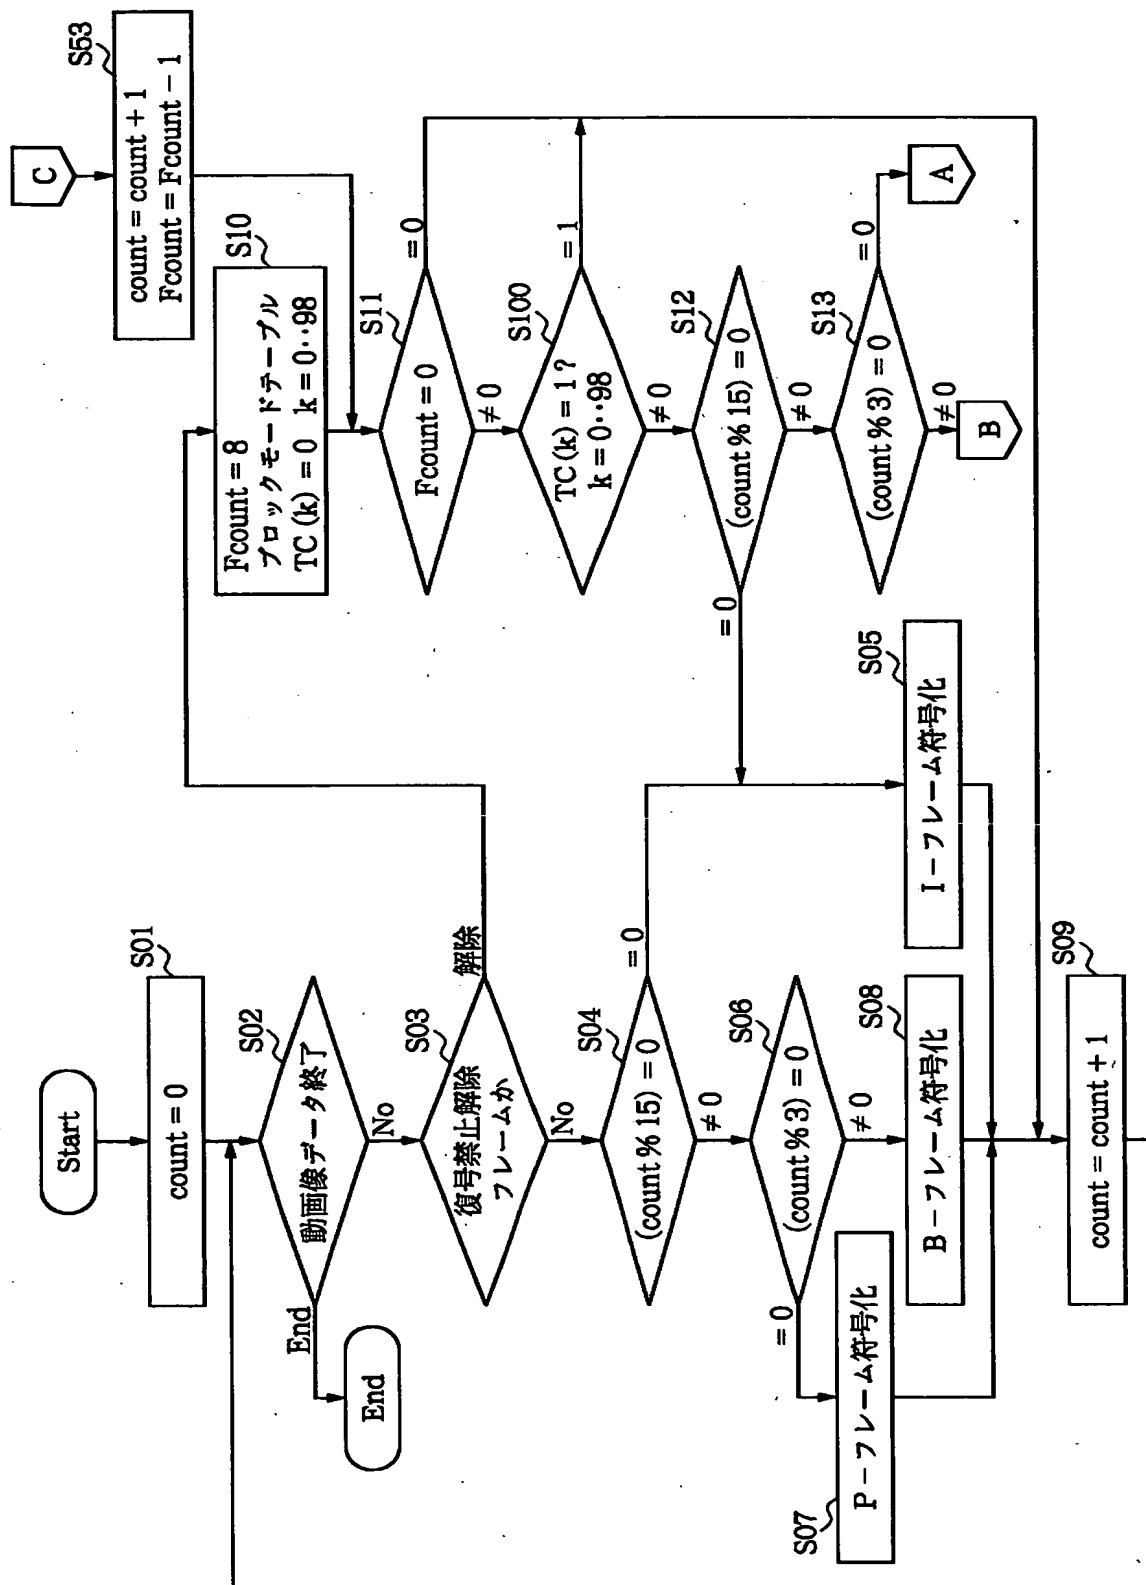 Start
S01
count = 0
S02
動画像データ終了
End
No
End
S03
復号禁止解除
フレームか
解除
No
S04
(count % 15) = 0
= 0
≠ 0
S06
(count % 3) = 0
= 0
≠ 0
S07
P－フレーム符号化
S08
B－フレーム符号化
S05
I－フレーム符号化
S09
count = count + 1
C
S53
count = count + 1
Fcount = Fcount − 1
S10
Fcount = 8
ブロックモードテーブル
TC (k) = 0 k = 0‥98
S11
Fcount = 0
= 0
≠ 0
S100
TC (k) = 1 ?
k = 0‥98
= 1
≠ 0
S12
(count % 15) = 0
= 0
≠ 0
S13
(count % 3) = 0
= 0
≠ 0
A
B